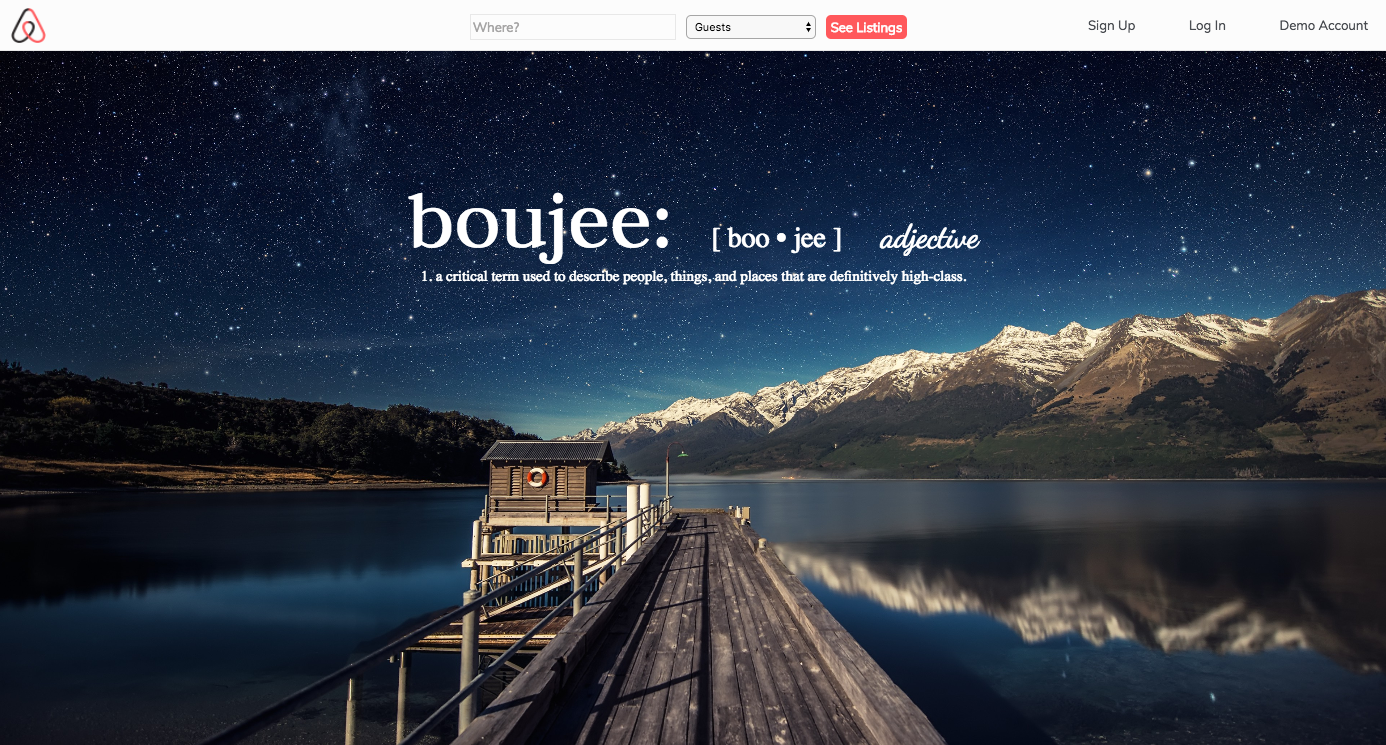 Where? Guests See Listings Sign Up Log In Demo Account
boujee: [ boo • jee ] adjective
1. a critical term used to describe people, things, and places that are definitively high-class.